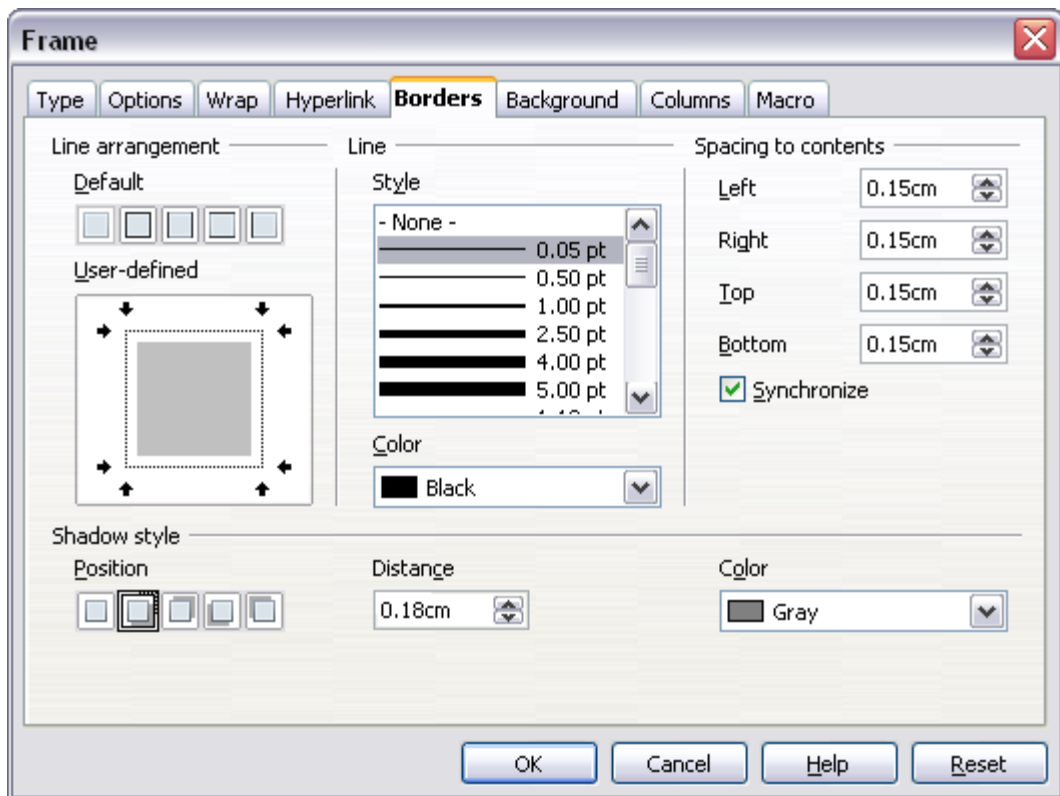 Frame
Type Options Wrap Hyperlink Borders Background Columns Macro
Line arrangement
Default
User-defined
Line
Style
- None -
0.05 pt
0.50 pt
1.00 pt
2.50 pt
4.00 pt
5.00 pt
Color
Black
Spacing to contents
Left 0.15cm
Right 0.15cm
Top 0.15cm
Bottom 0.15cm
Synchronize
Shadow style
Position
Distance
0.18cm
Color
Gray
OK Cancel Help Reset